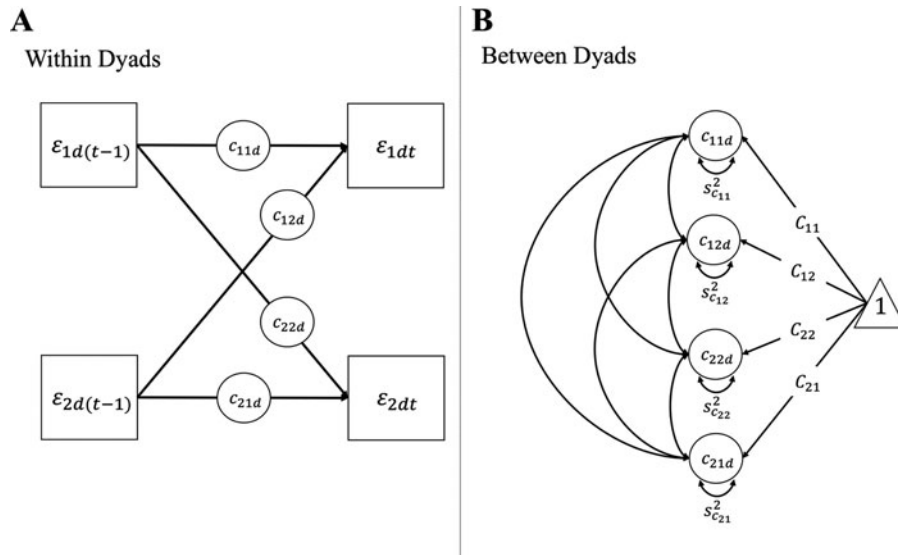 A
Within Dyads
ε1d(t−1)
c11d
ε1dt
c12d
c22d
ε2d(t−1)
c21d
ε2dt
B
Between Dyads
c11d
s²c11
C11
c12d
s²c12
C12
1
c22d
s²c22
C22
C21
c21d
s²c21